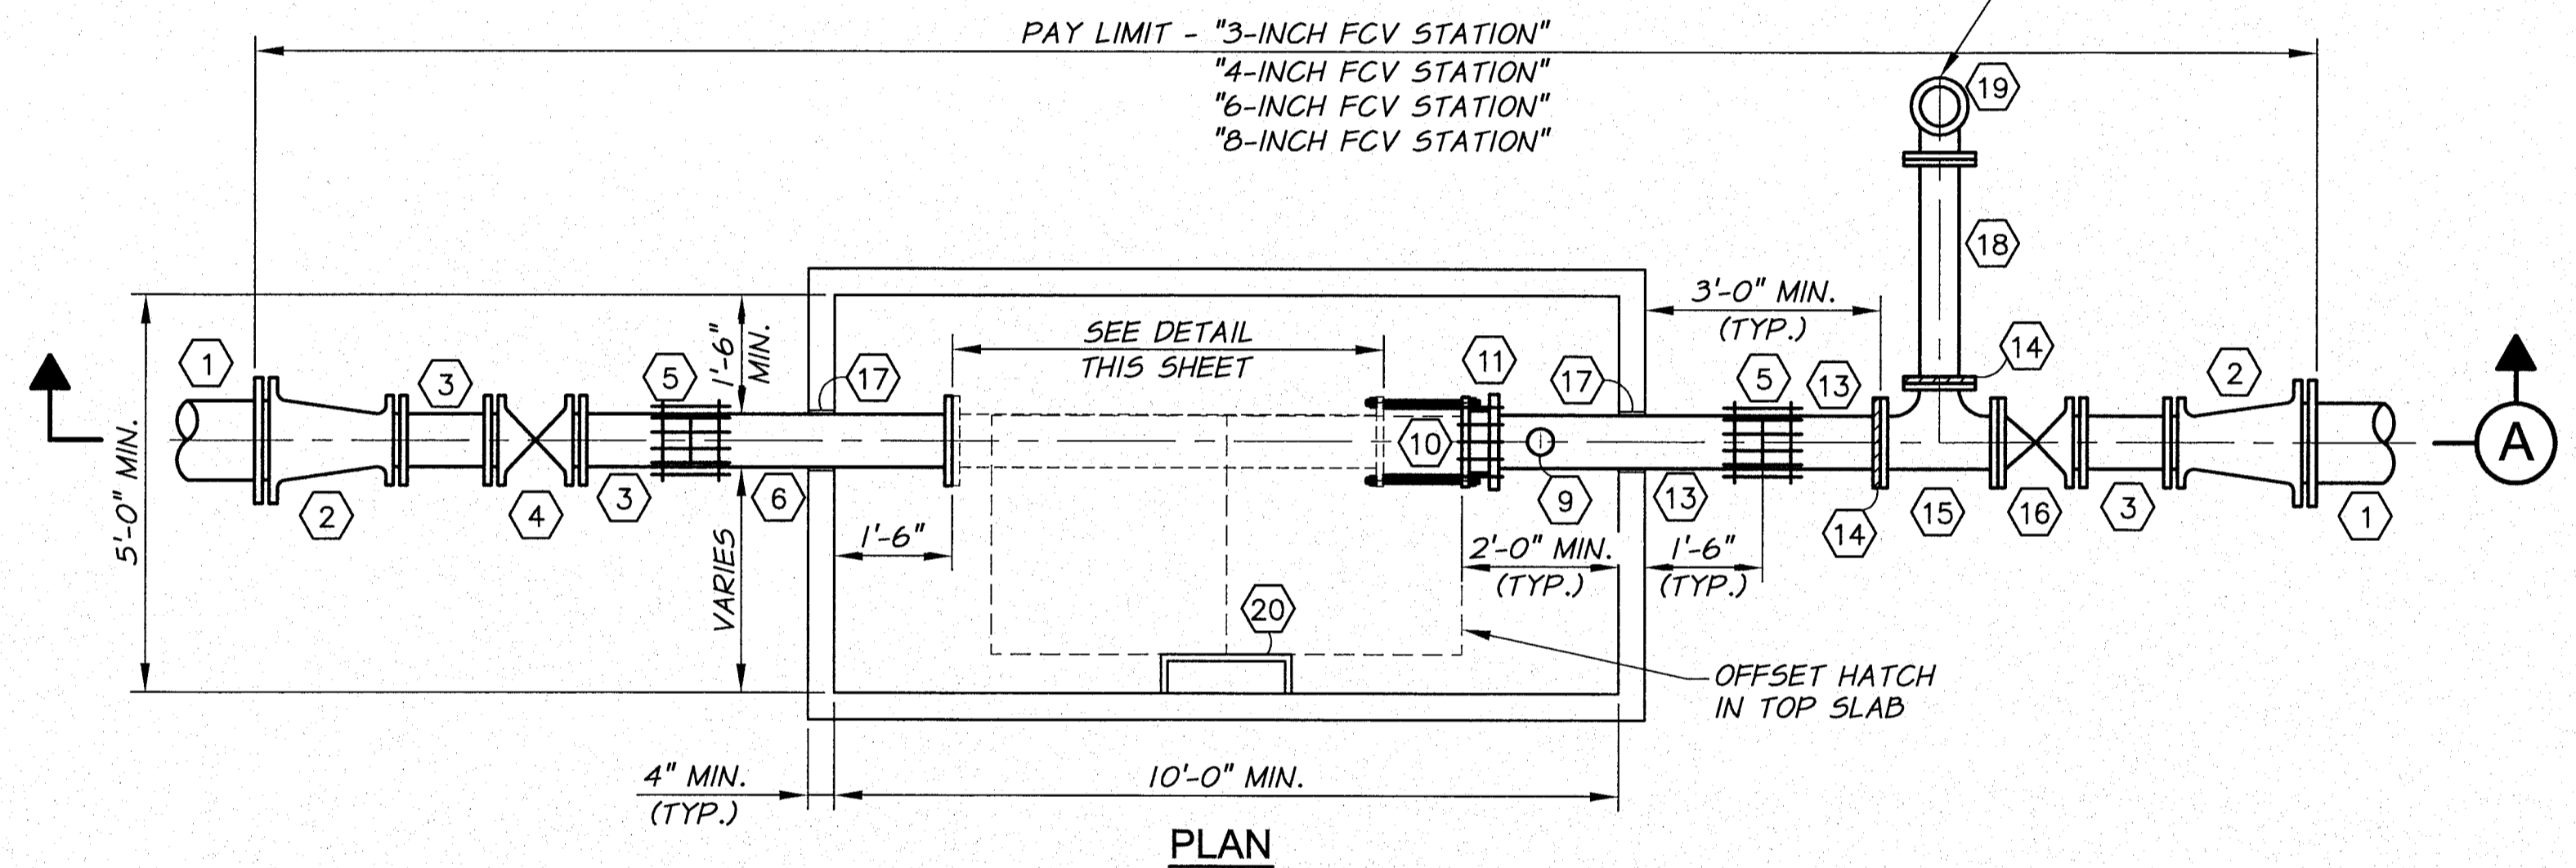 PAY LIMIT - "3-INCH FCV STATION"
"4-INCH FCV STATION"
"6-INCH FCV STATION"
"8-INCH FCV STATION"
19
18
3'-0" MIN.
(TYP.)
SEE DETAIL
THIS SHEET
1'-6"
MIN.
1
3
5
17
11
17
5
13
14
2
5'-0" MIN.
10
A
2
4
3
6
9
13
14
15
16
3
1
1'-6"
2'-0" MIN.
(TYP.)
1'-6"
(TYP.)
VARIES
20
OFFSET HATCH
IN TOP SLAB
4" MIN.
(TYP.)
10'-0" MIN.
PLAN